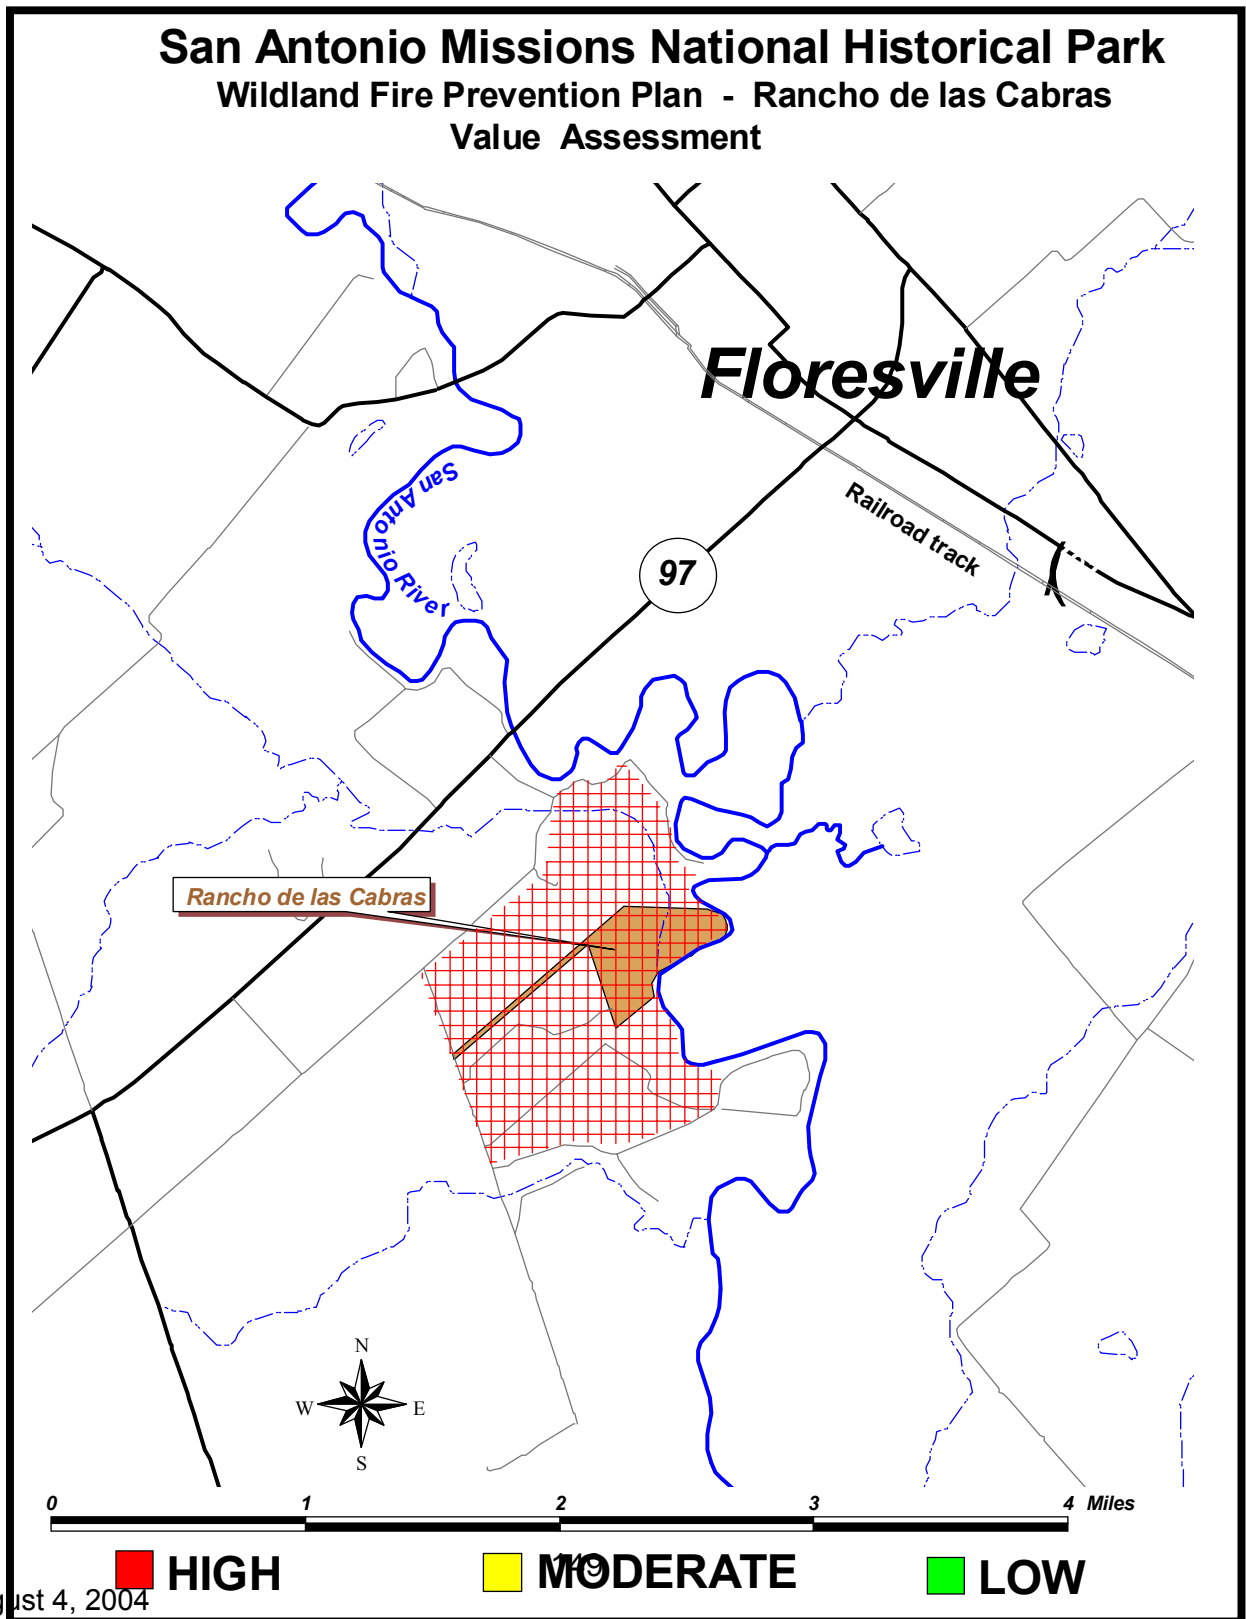 San Antonio Missions National Historical Park
Wildland Fire Prevention Plan - Rancho de las Cabras
Value Assessment
Floresville
San Antonio River
Railroad track
97
Rancho de las Cabras
N
W E
S
0 1 2 3 4 Miles
HIGH MODERATE LOW
149
gust 4, 2004